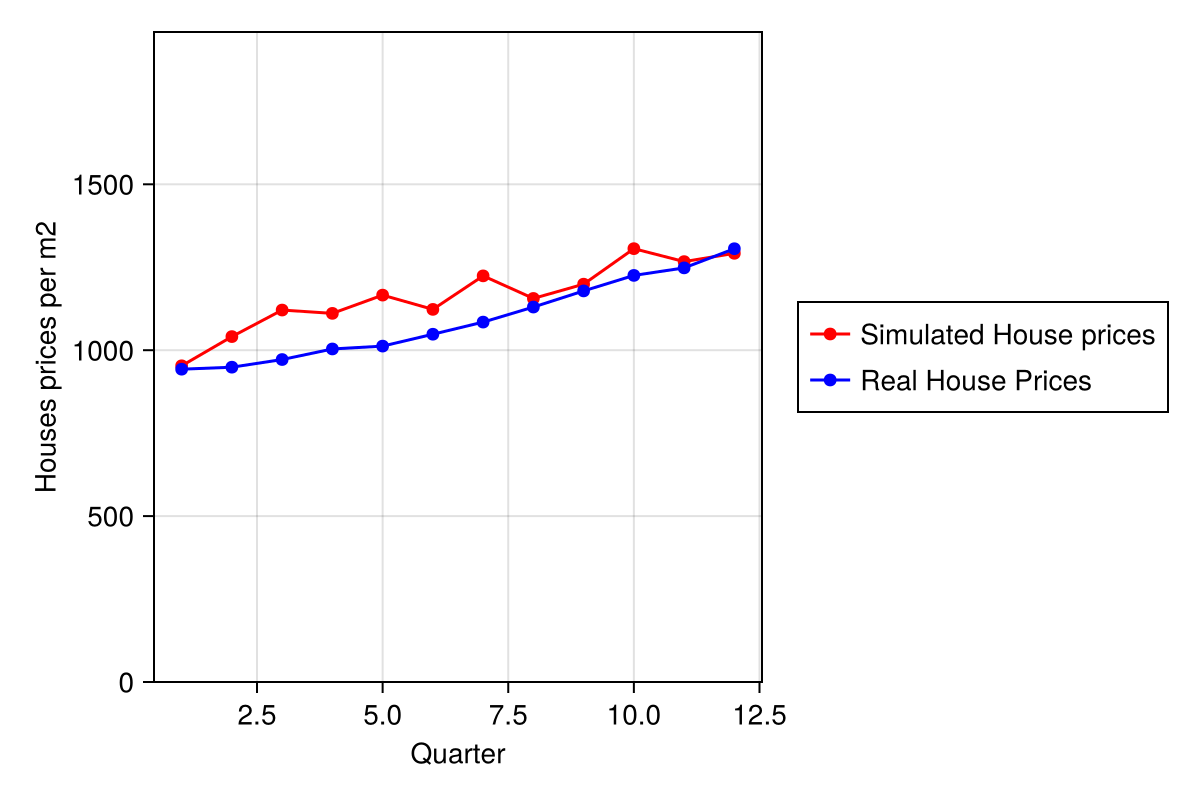 1500
1000
500
0
Houses prices per m2
2.5 5.0 7.5 10.0 12.5
Quarter
Simulated House prices
Real House Prices